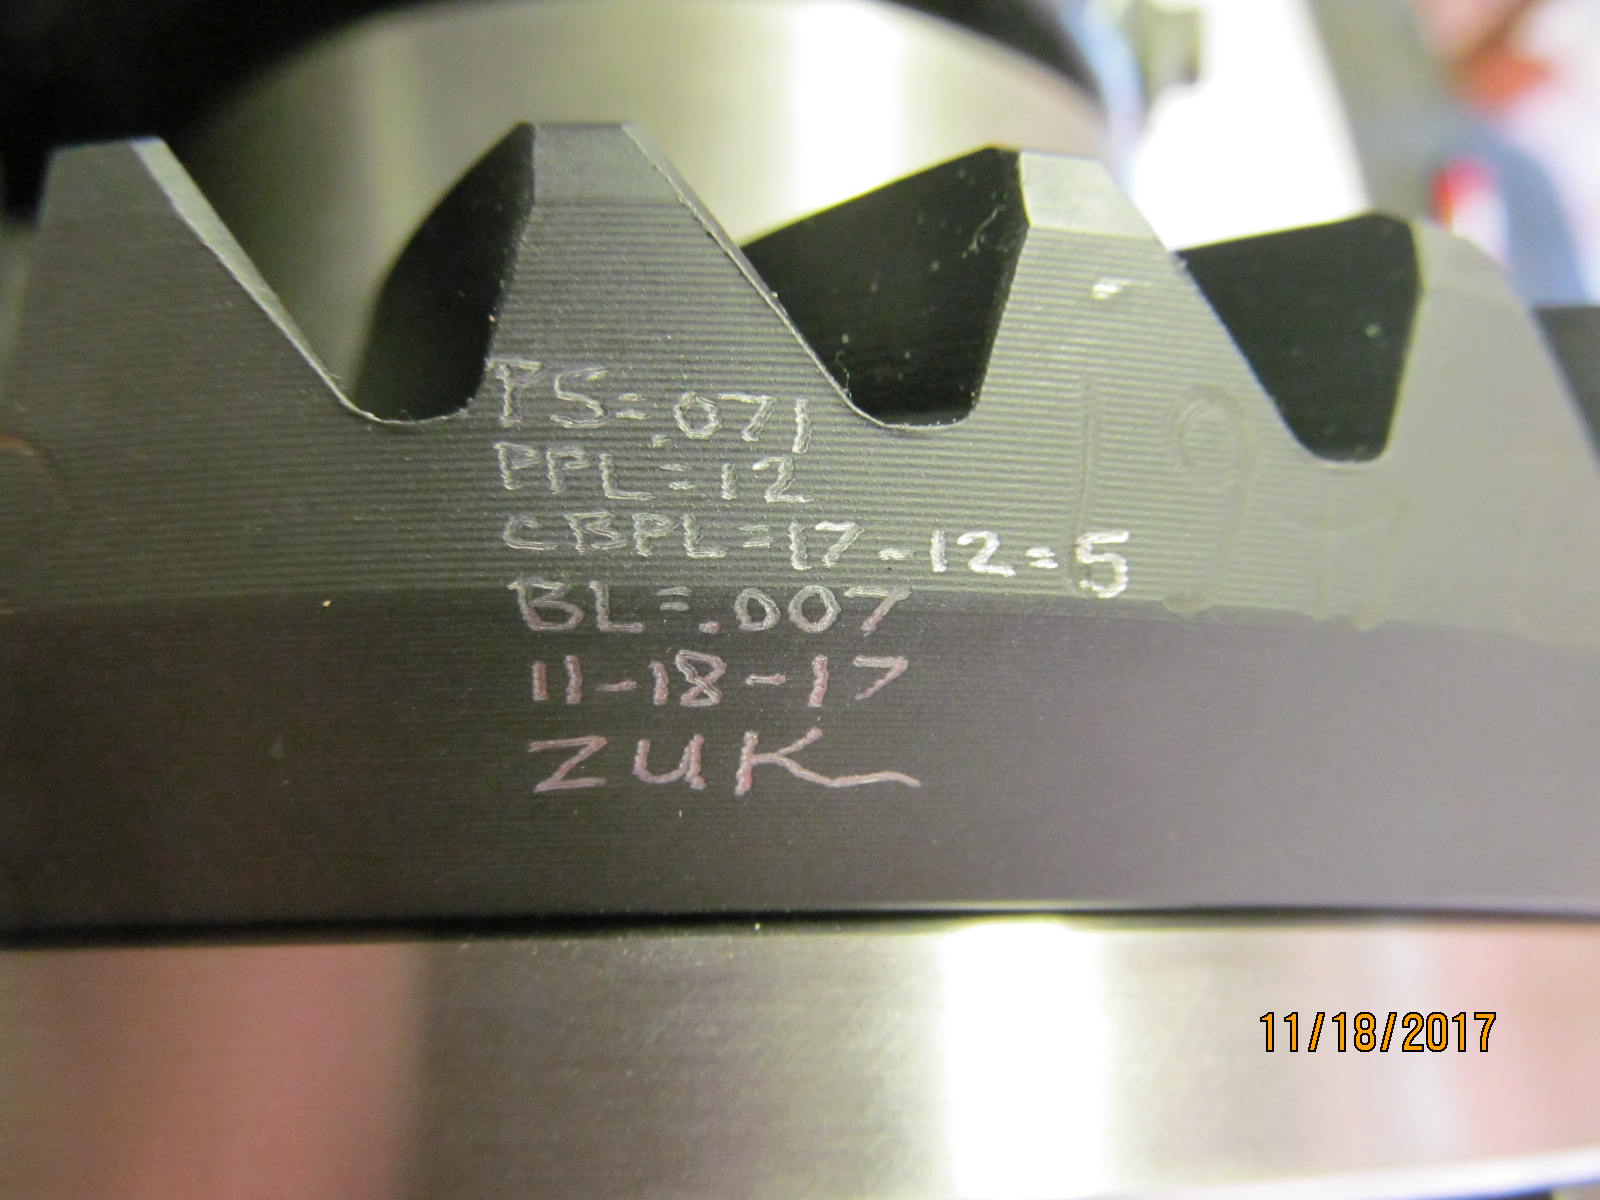 PS=.071
PPL=12
CBPL=17-12=5
BL=.007
11-18-17
ZUK
11/18/2017